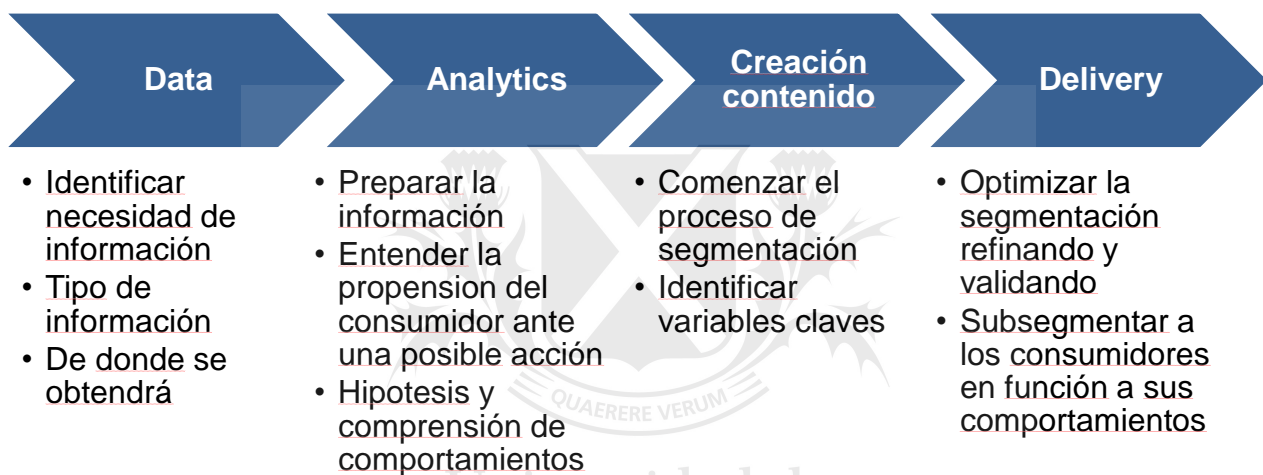 Data
Analytics
Creación
contenido
Delivery
• Identificar
necesidad de
información
• Tipo de
información
• De donde se
obtendrá
• Preparar la
información
• Entender la
propension del
consumidor ante
una posible acción
• Hipotesis y
comprensión de
comportamientos
• Comenzar el
proceso de
segmentación
• Identificar
variables claves
• Optimizar la
segmentación
refinando y
validando
• Subsegmentar a
los consumidores
en función a sus
comportamientos
QUAERERE VERUM